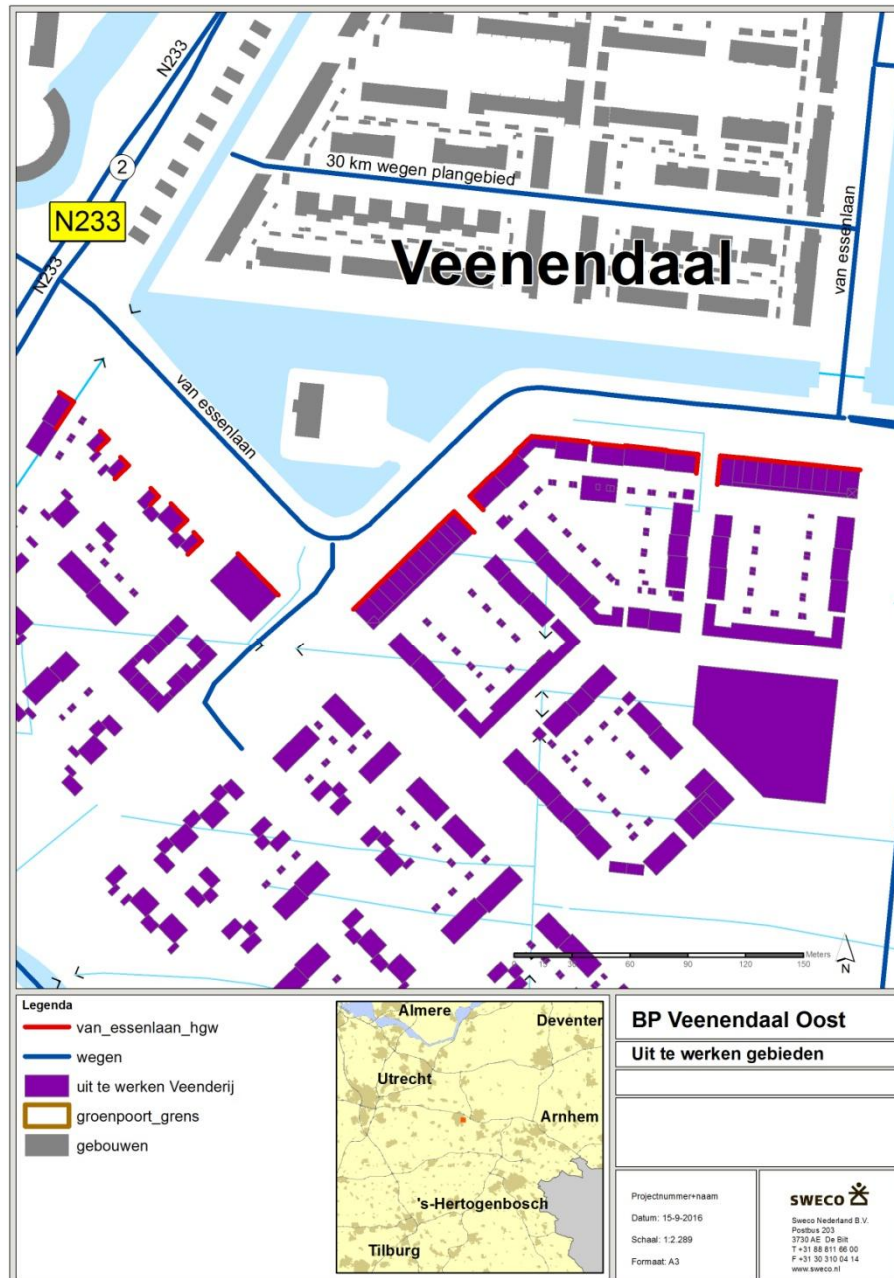 N233
2
N233
N233
30 km wegen plangebied
Veenendaal
van essenlaan
van essenlaan
Meters
0 15 30 60 90 120 150
N
Legenda
van_essenlaan_hgw
wegen
uit te werken Veenderij
groenpoort_grens
gebouwen
Almere
Deventer
Utrecht
Arnhem
's-Hertogenbosch
Tilburg
BP Veenendaal Oost
Uit te werken gebieden
Projectnummer+naam
Datum: 15-9-2016
Schaal: 1:2.289
Formaat: A3
SWECO
Sweco Nederland B.V.
Postbus 203
3730 AE De Bilt
T +31 88 811 66 00
F +31 30 310 04 14
www.sweco.nl